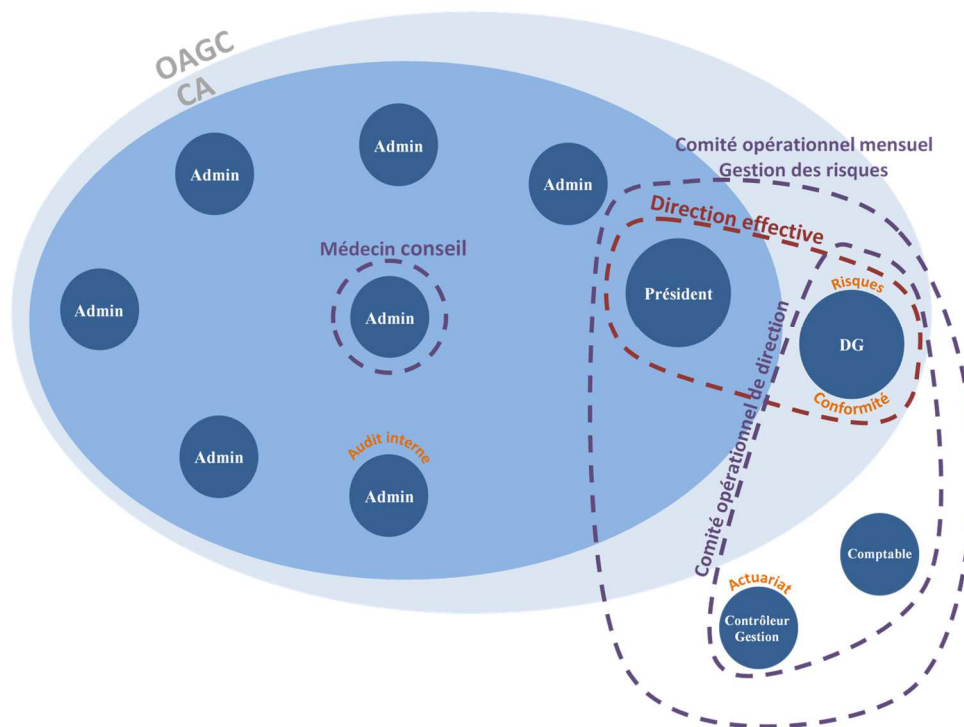 OAGC
CA
Admin
Admin
Admin
Comité opérationnel mensuel
Gestion des risques
Direction effective
Médecin conseil
Admin
Admin
Président
Risques
DG
Conformité
Comité opérationnel de direction
Admin
Audit interne
Admin
Comptable
Actuariat
Contrôleur
Gestion